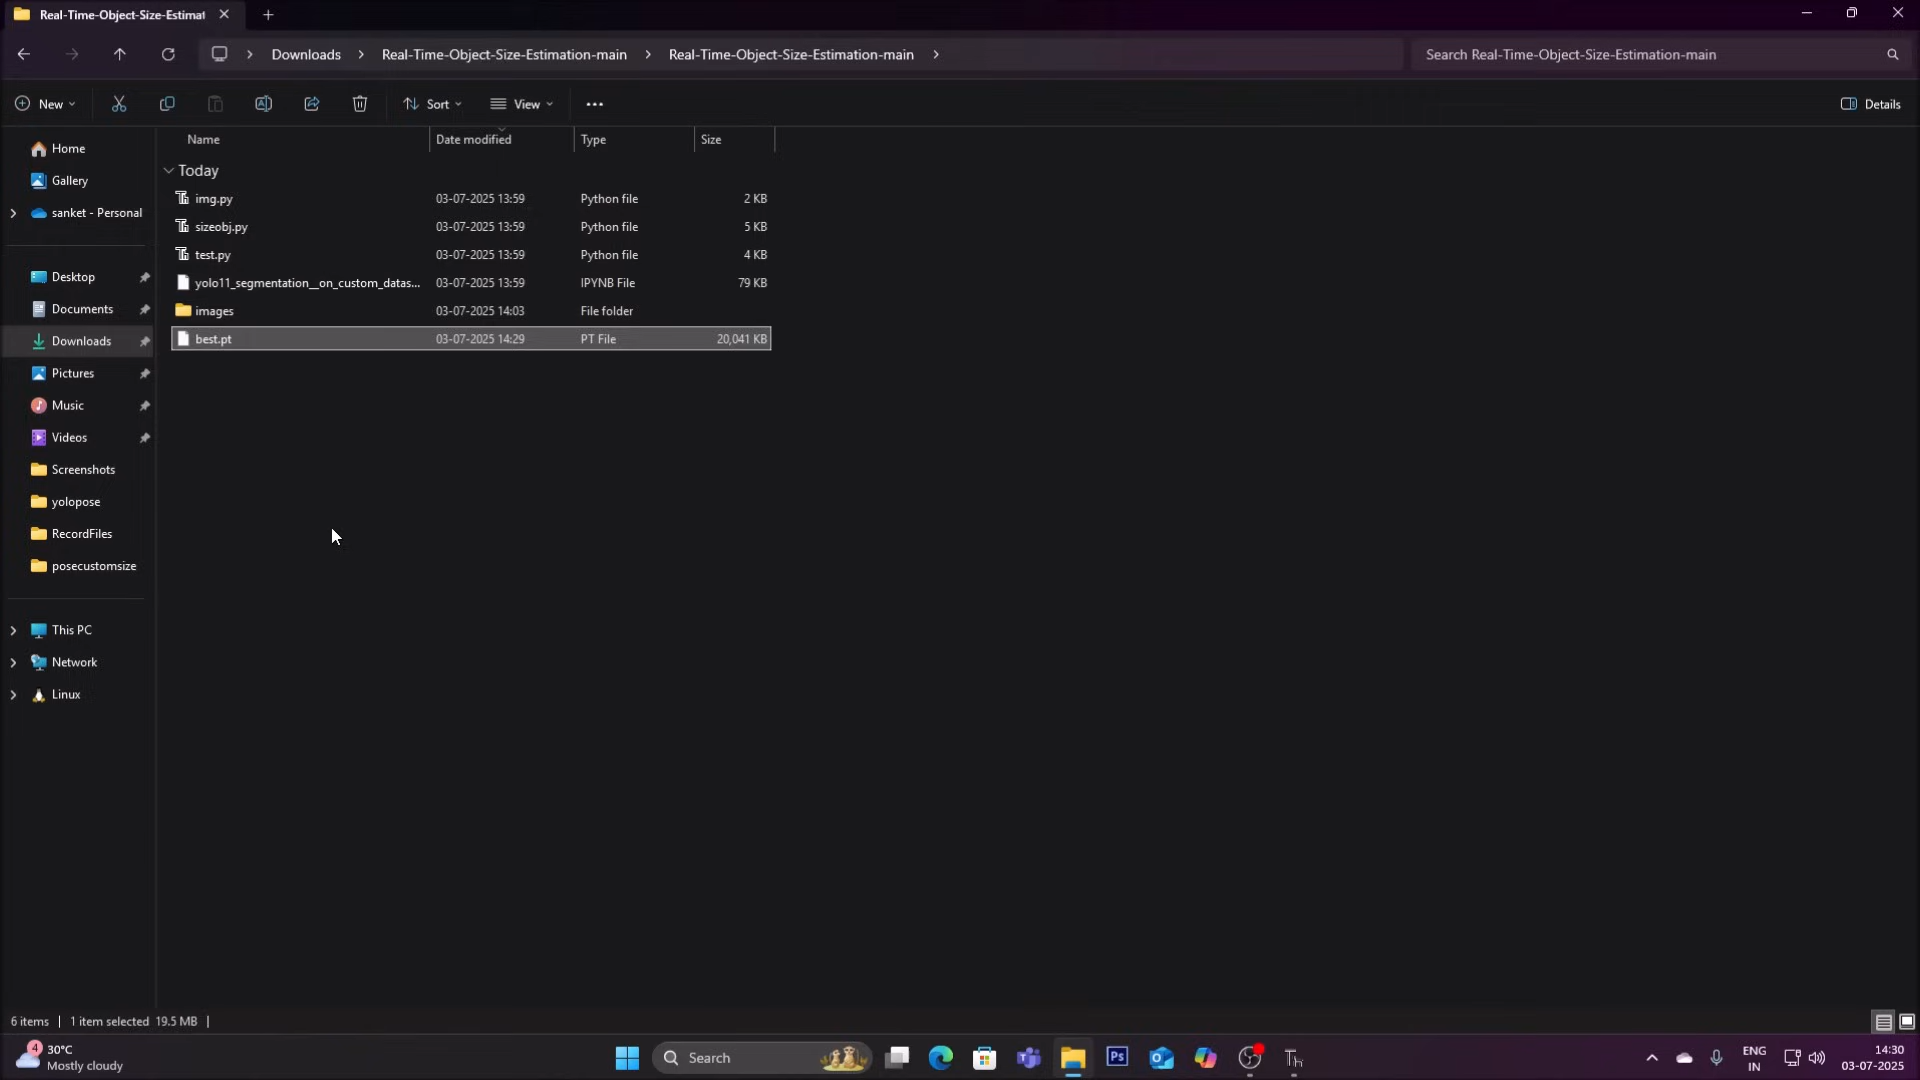 Real-Time-Object-Size-Estimat
Downloads > Real-Time-Object-Size-Estimation-main > Real-Time-Object-Size-Estimation-main >
Search Real-Time-Object-Size-Estimation-main
New Sort View Details
Name Date modified Type Size
Today
img.py 03-07-2025 13:59 Python file 2 KB
sizeobj.py 03-07-2025 13:59 Python file 5 KB
test.py 03-07-2025 13:59 Python file 4 KB
yolo11_segmentation__on_custom_datas... 03-07-2025 13:59 IPYNB File 79 KB
images 03-07-2025 14:03 File folder
best.pt 03-07-2025 14:29 PT File 20,041 KB
Home
Gallery
sanket - Personal
Desktop
Documents
Downloads
Pictures
Music
Videos
Screenshots
yolopose
RecordFiles
posecustomsize
This PC
Network
Linux
6 items | 1 item selected 19.5 MB |
4
30°C
Mostly cloudy
Search
Ps
Th
ENG
IN
14:30
03-07-2025